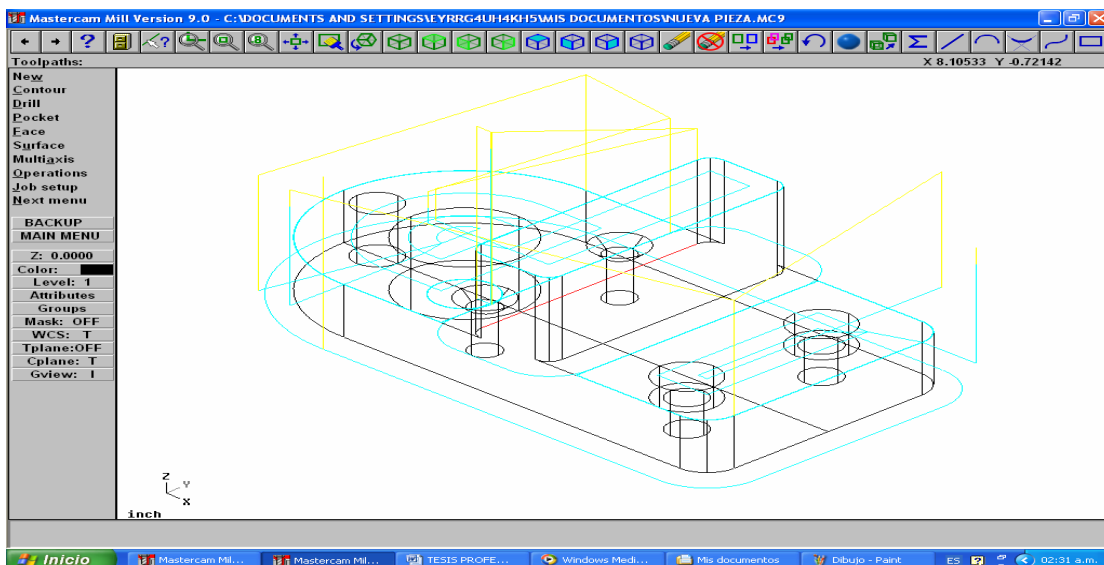 Mastercam Mill Version 9.0 - C:\DOCUMENTS AND SETTINGS\EYRRG4UH4KH5\MIS DOCUMENTOS\NUEVA PIEZA.MC9
Toolpaths:
X 8.10533 Y -0.72142
New
Contour
Drill
Pocket
Face
Surface
Multiaxis
Operations
Job setup
Next menu
BACKUP
MAIN MENU
Z: 0.0000
Color:
Level: 1
Attributes
Groups
Mask: OFF
WCS: T
Tplane:OFF
Cplane: T
Gview: I
Z
Y
X
inch
Inicio
Mastercam Mil...
Mastercam Mil...
TESIS PROFE...
Windows Medi...
Mis documentos
Dibujo - Paint
ES
02:31 a.m.